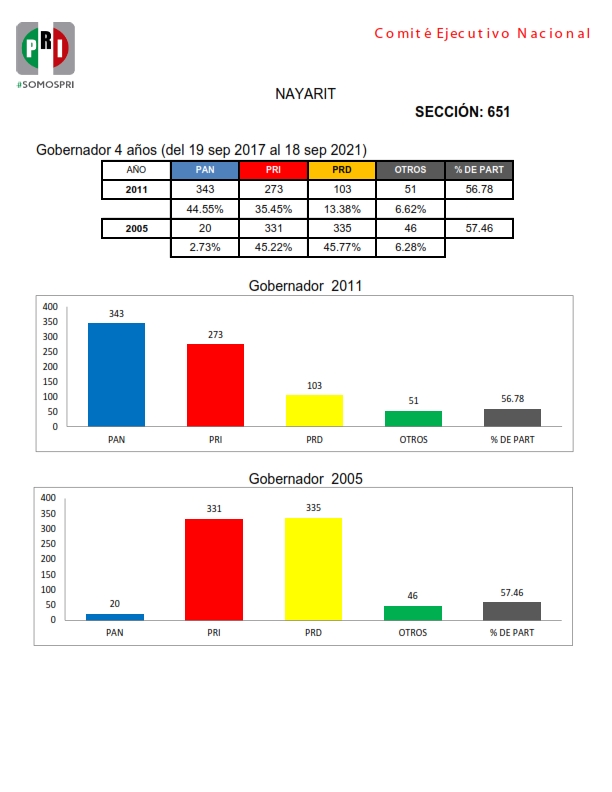 Comité Ejecutivo Nacional
PRI
#SOMOSPRI
NAYARIT
SECCIÓN: 651
Gobernador 4 años (del 19 sep 2017 al 18 sep 2021)
AÑO PAN PRI PRD OTROS % DE PART
2011 343 273 103 51 56.78
44.55% 35.45% 13.38% 6.62%
2005 20 331 335 46 57.46
2.73% 45.22% 45.77% 6.28%
Gobernador 2011
400
350
300
250
200
150
100
50
0
343
273
103
51
56.78
PAN PRI PRD OTROS % DE PART
Gobernador 2005
400
350
300
250
200
150
100
50
0
20
331
335
46
57.46
PAN PRI PRD OTROS % DE PART